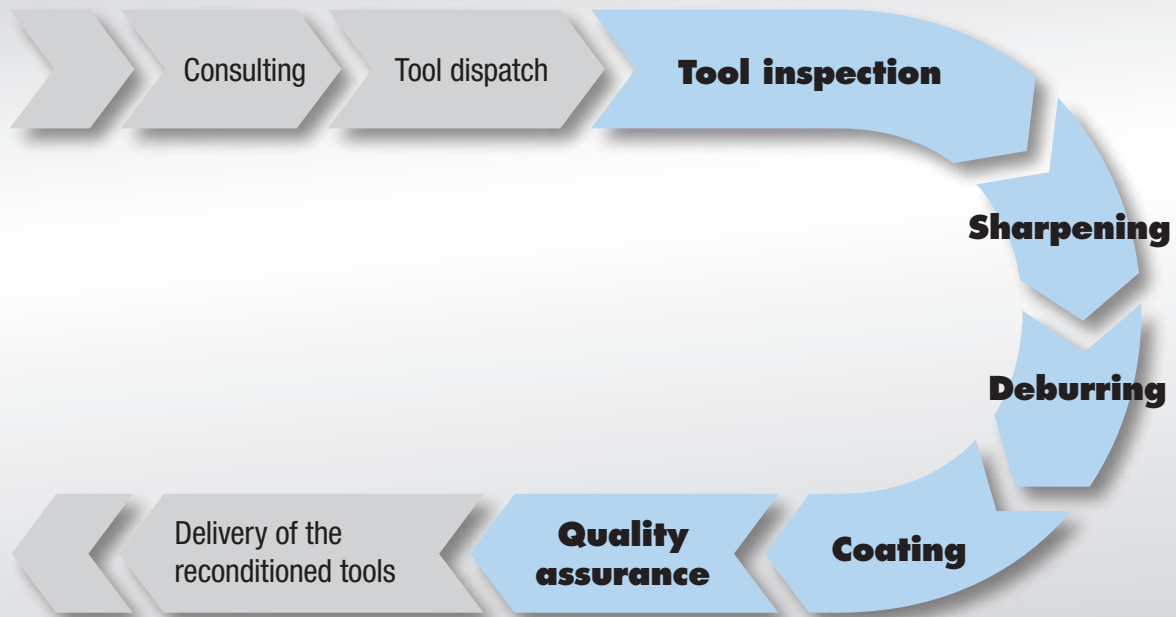 Consulting
Tool dispatch
Tool inspection
Sharpening
Deburring
Coating
Quality
assurance
Delivery of the
reconditioned tools